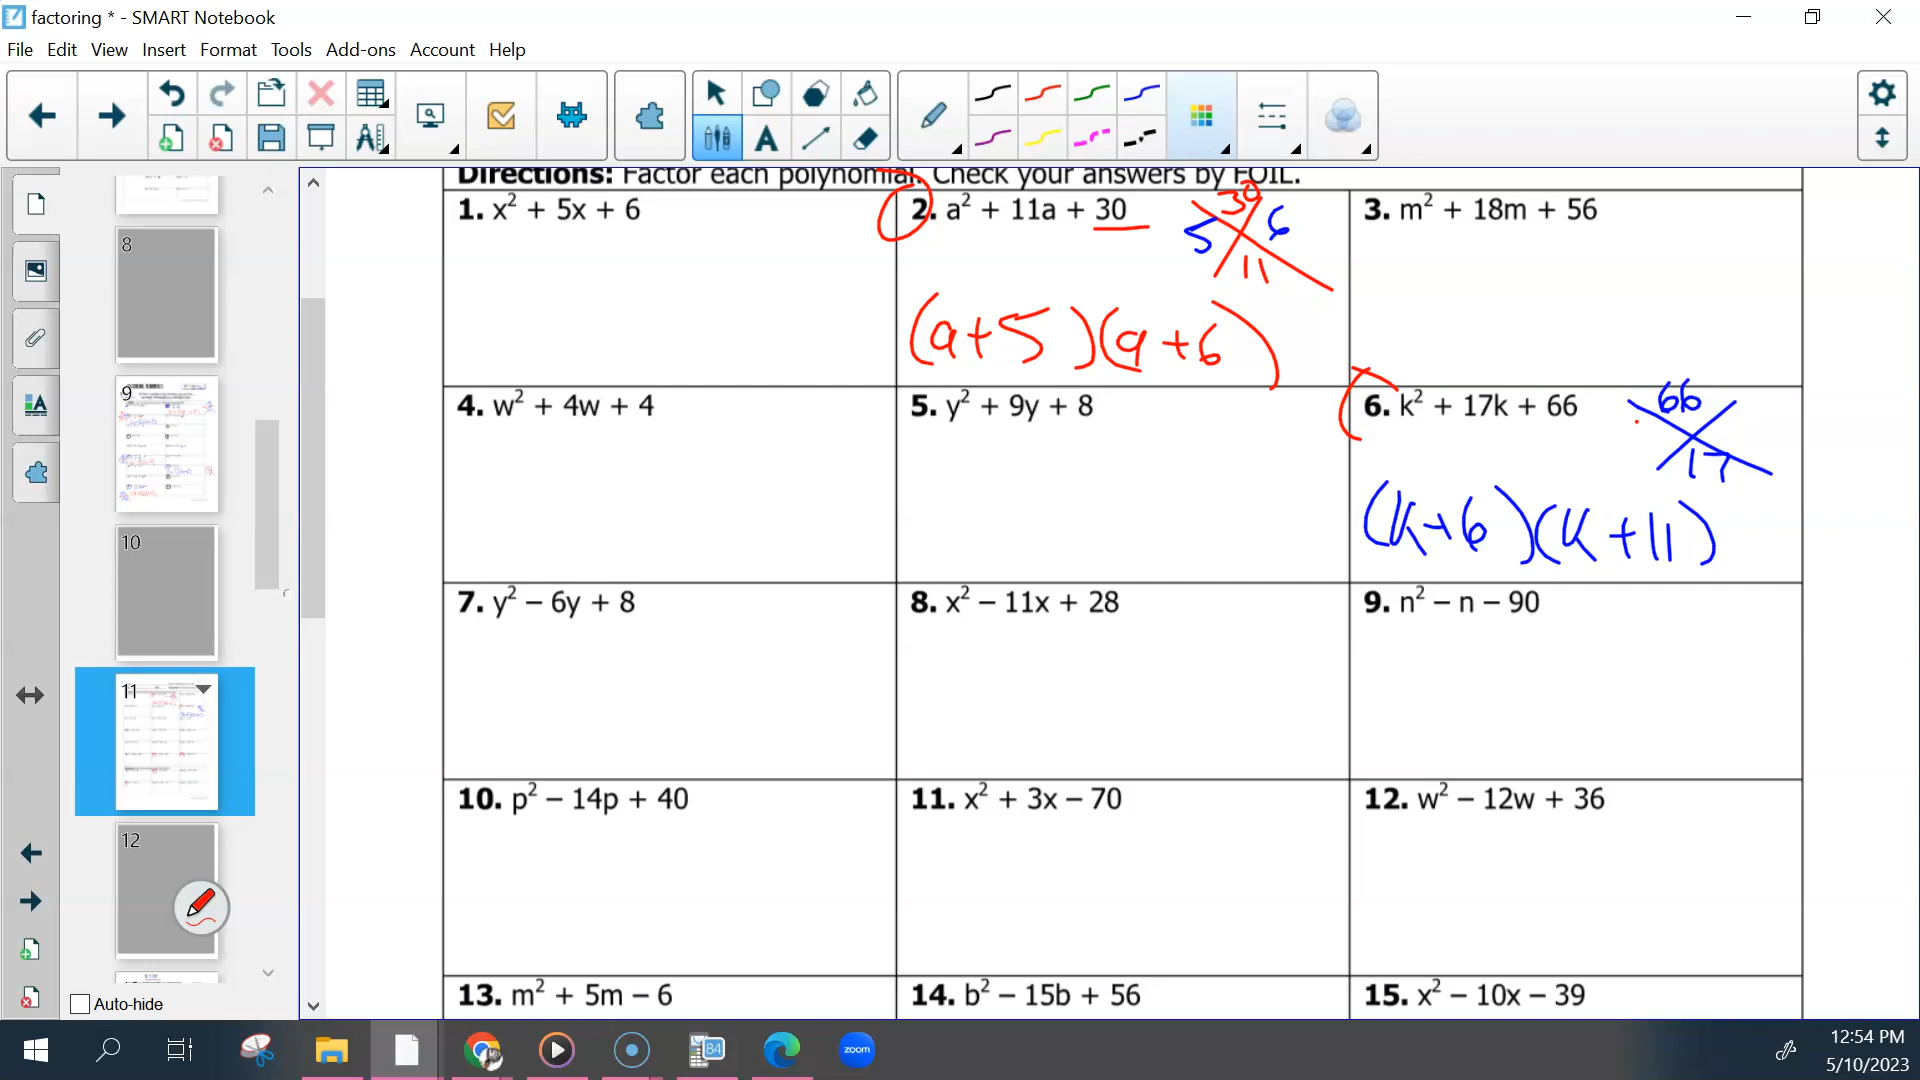 factoring * - SMART Notebook
File Edit View Insert Format Tools Add-ons Account Help
Directions: Factor each polynomial. Check your answers by FOIL.
1. x² + 5x + 6
2. a² + 11a + 30
30
5 6
11
(a+5)(a+6)
3. m² + 18m + 56
4. w² + 4w + 4
5. y² + 9y + 8
6. k² + 17k + 66
66
17
(k+6)(k+11)
7. y² – 6y + 8
8. x² – 11x + 28
9. n² – n – 90
10. p² – 14p + 40
11. x² + 3x – 70
12. w² – 12w + 36
13. m² + 5m – 6
14. b² – 15b + 56
15. x² – 10x – 39
8
9
10
11
12
Auto-hide
84
zoom
12:54 PM
5/10/2023